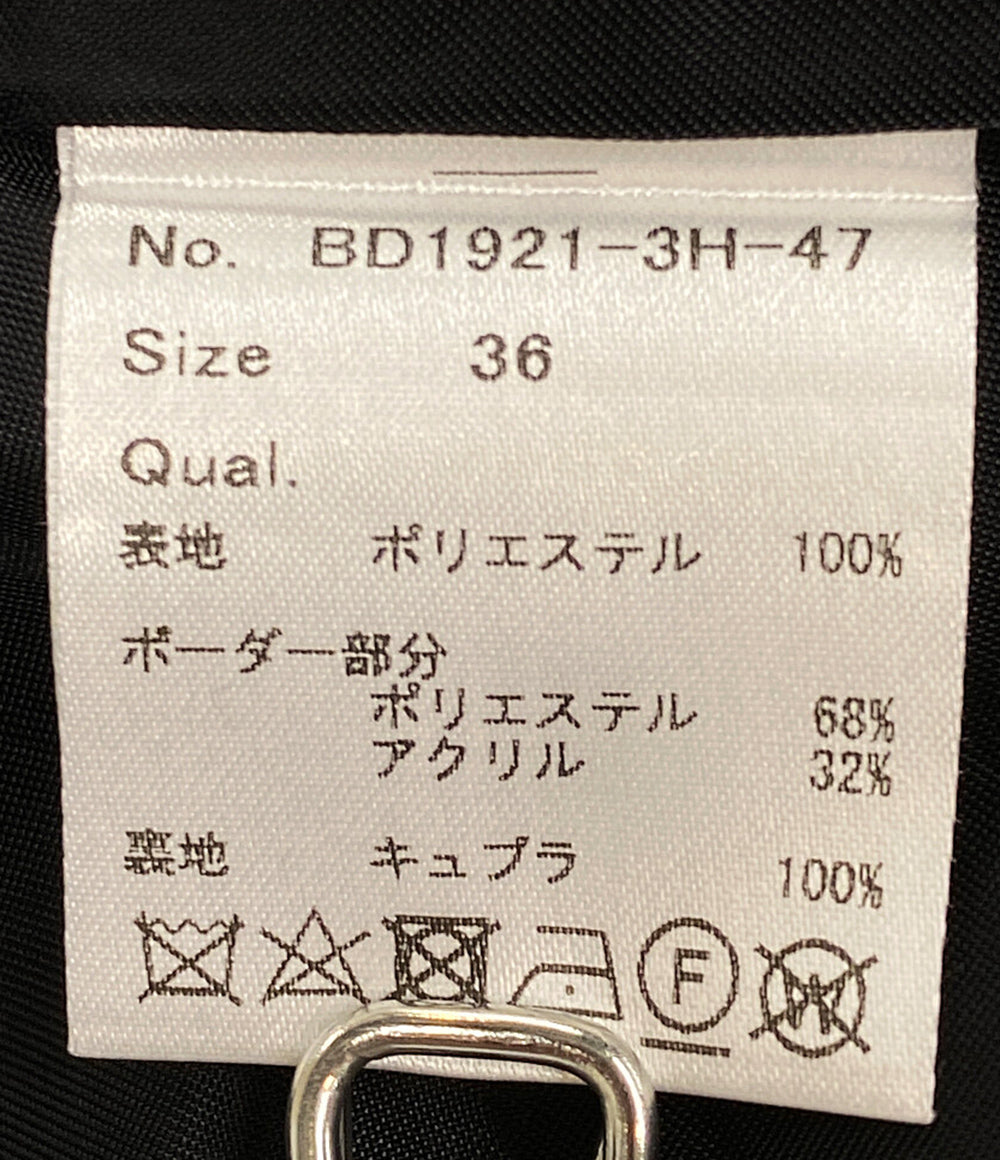 No. BD1921-3H-47
Size 36
Qual.
表地 ポリエステル 100%
ボーダー部分
ポリエステル 68%
アクリル 32%
裏地 キュプラ 100%
F W